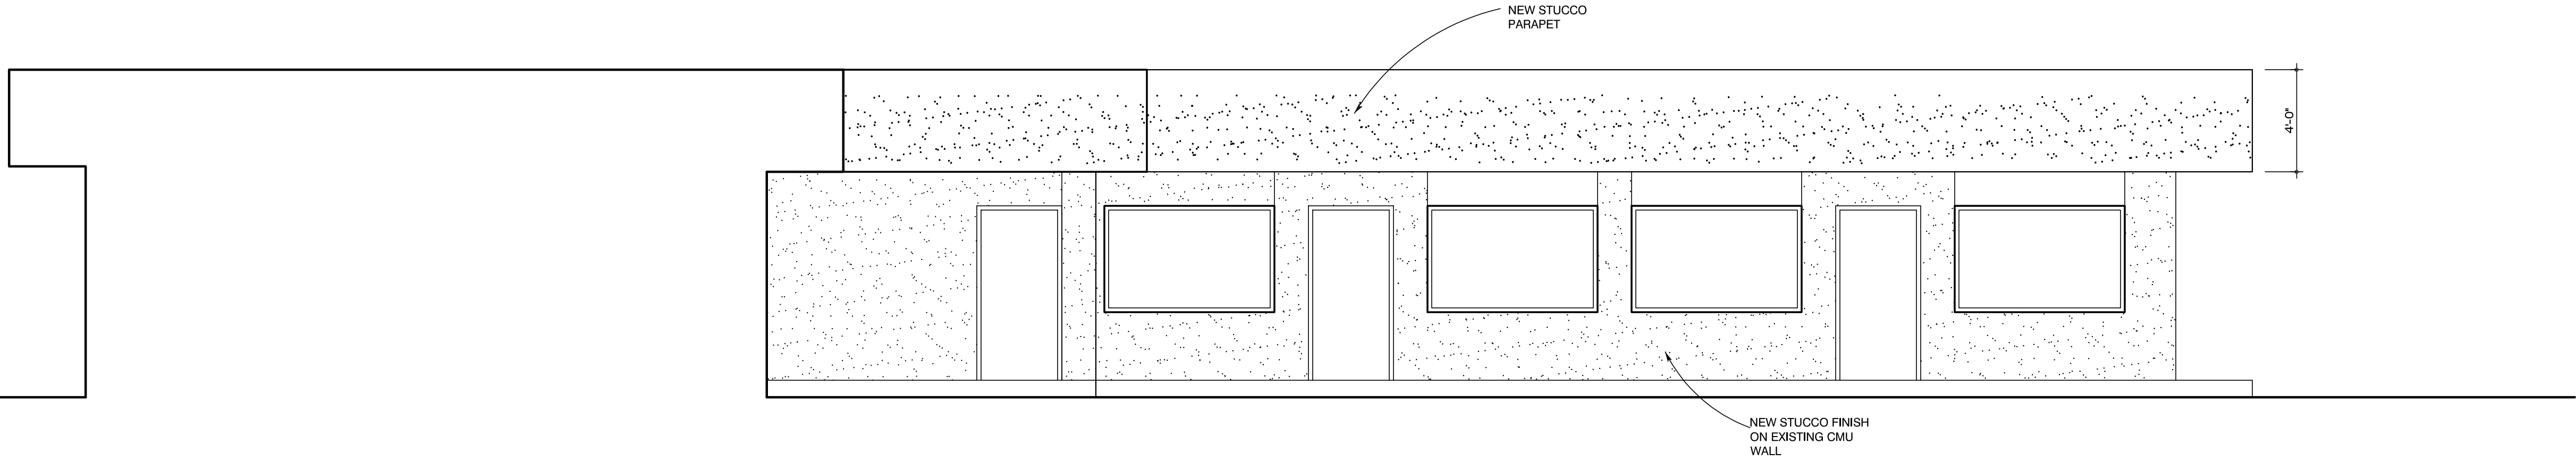 NEW STUCCO
PARAPET
4'-0"
NEW STUCCO FINISH
ON EXISTING CMU
WALL